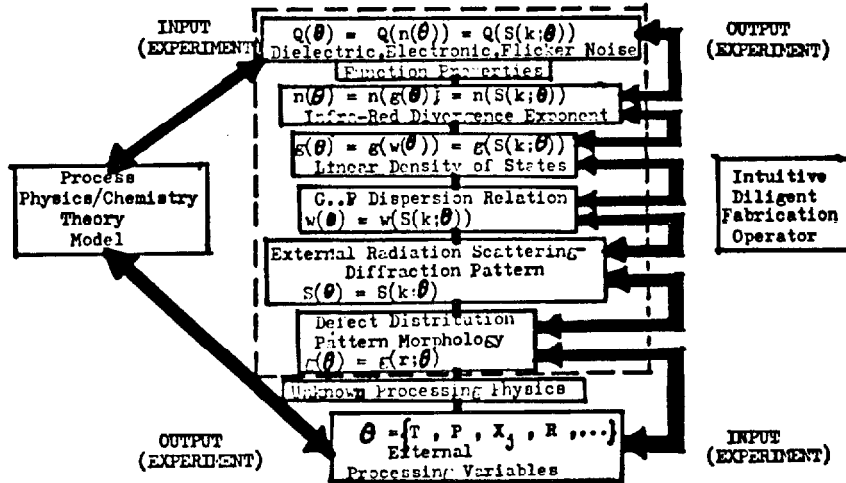 INPUT
(EXPERIMENT)
Q(θ) = Q(n(θ)) = Q(S(k;θ))
Dielectric,Electronic,Flicker Noise
Function Properties
OUTPUT
(EXPERIMENT)
n(θ) = n(g(θ)) = n(S(k;θ))
Infra-Red Divergence Exponent
g(θ) = g(w(θ)) = g(S(k;θ))
Linear Density of States
Process
Physics/Chemistry
Theory
Model
G..F Dispersion Relation
w(θ) = w(S(k;θ))
Intuitive
Diligent
Fabrication
Operator
External Radiation Scattering-
Diffraction Pattern
S(θ) = S(k;θ)
Defect Distribution
Pattern Morphology
g(θ) = g(r;θ)
Unknown Processing Physics
OUTPUT
(EXPERIMENT)
θ ={T , P , X_j , R ,...}
External
Processing Variables
INPUT
(EXPERIMENT)